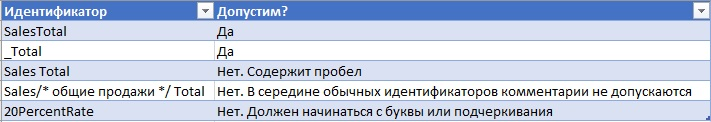 Идентификатор Допустим?
SalesTotal Да
_Total Да
Sales Total Нет. Содержит пробел
Sales/* общие продажи */ Total Нет. В середине обычных идентификаторов комментарии не допускаются
20PercentRate Нет. Должен начинаться с буквы или подчеркивания